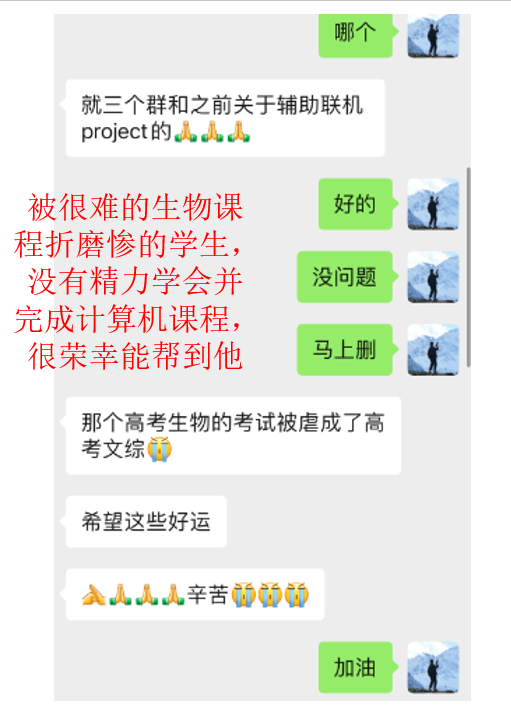 哪个
就三个群和之前关于辅助联机
project的🙏🙏🙏
好的
没问题
马上删
被很难的生物课
程折磨惨的学生，
没有精力学会并
完成计算机课程，
很荣幸能帮到他
那个高考生物的考试被虐成了高
考文综😭
希望这些好运
🙏🙏🙏🙏辛苦😭😭😭
加油